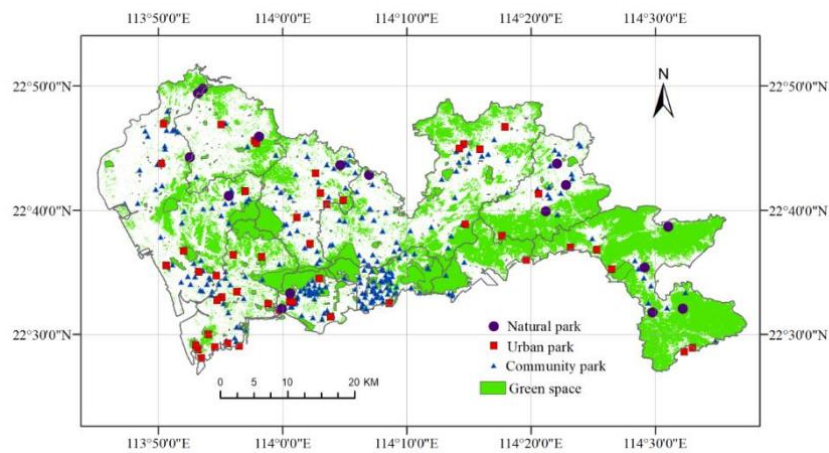 113°50'0"E 114°0'0"E 114°10'0"E 114°20'0"E 114°30'0"E
N
22°50'0"N 22°50'0"N
22°40'0"N 22°40'0"N
22°30'0"N 22°30'0"N
Natural park
Urban park
Community park
Green space
0 5 10 20 KM
113°50'0"E 114°0'0"E 114°10'0"E 114°20'0"E 114°30'0"E